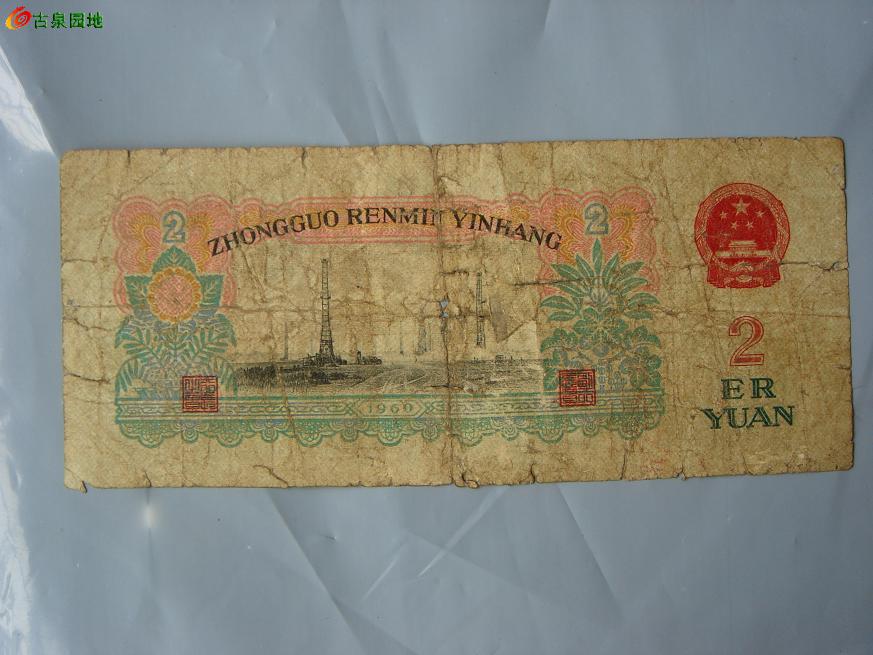 古泉园地
2
2
ZHONGGUO RENMIN YINHANG
2
ER
YUAN
1960